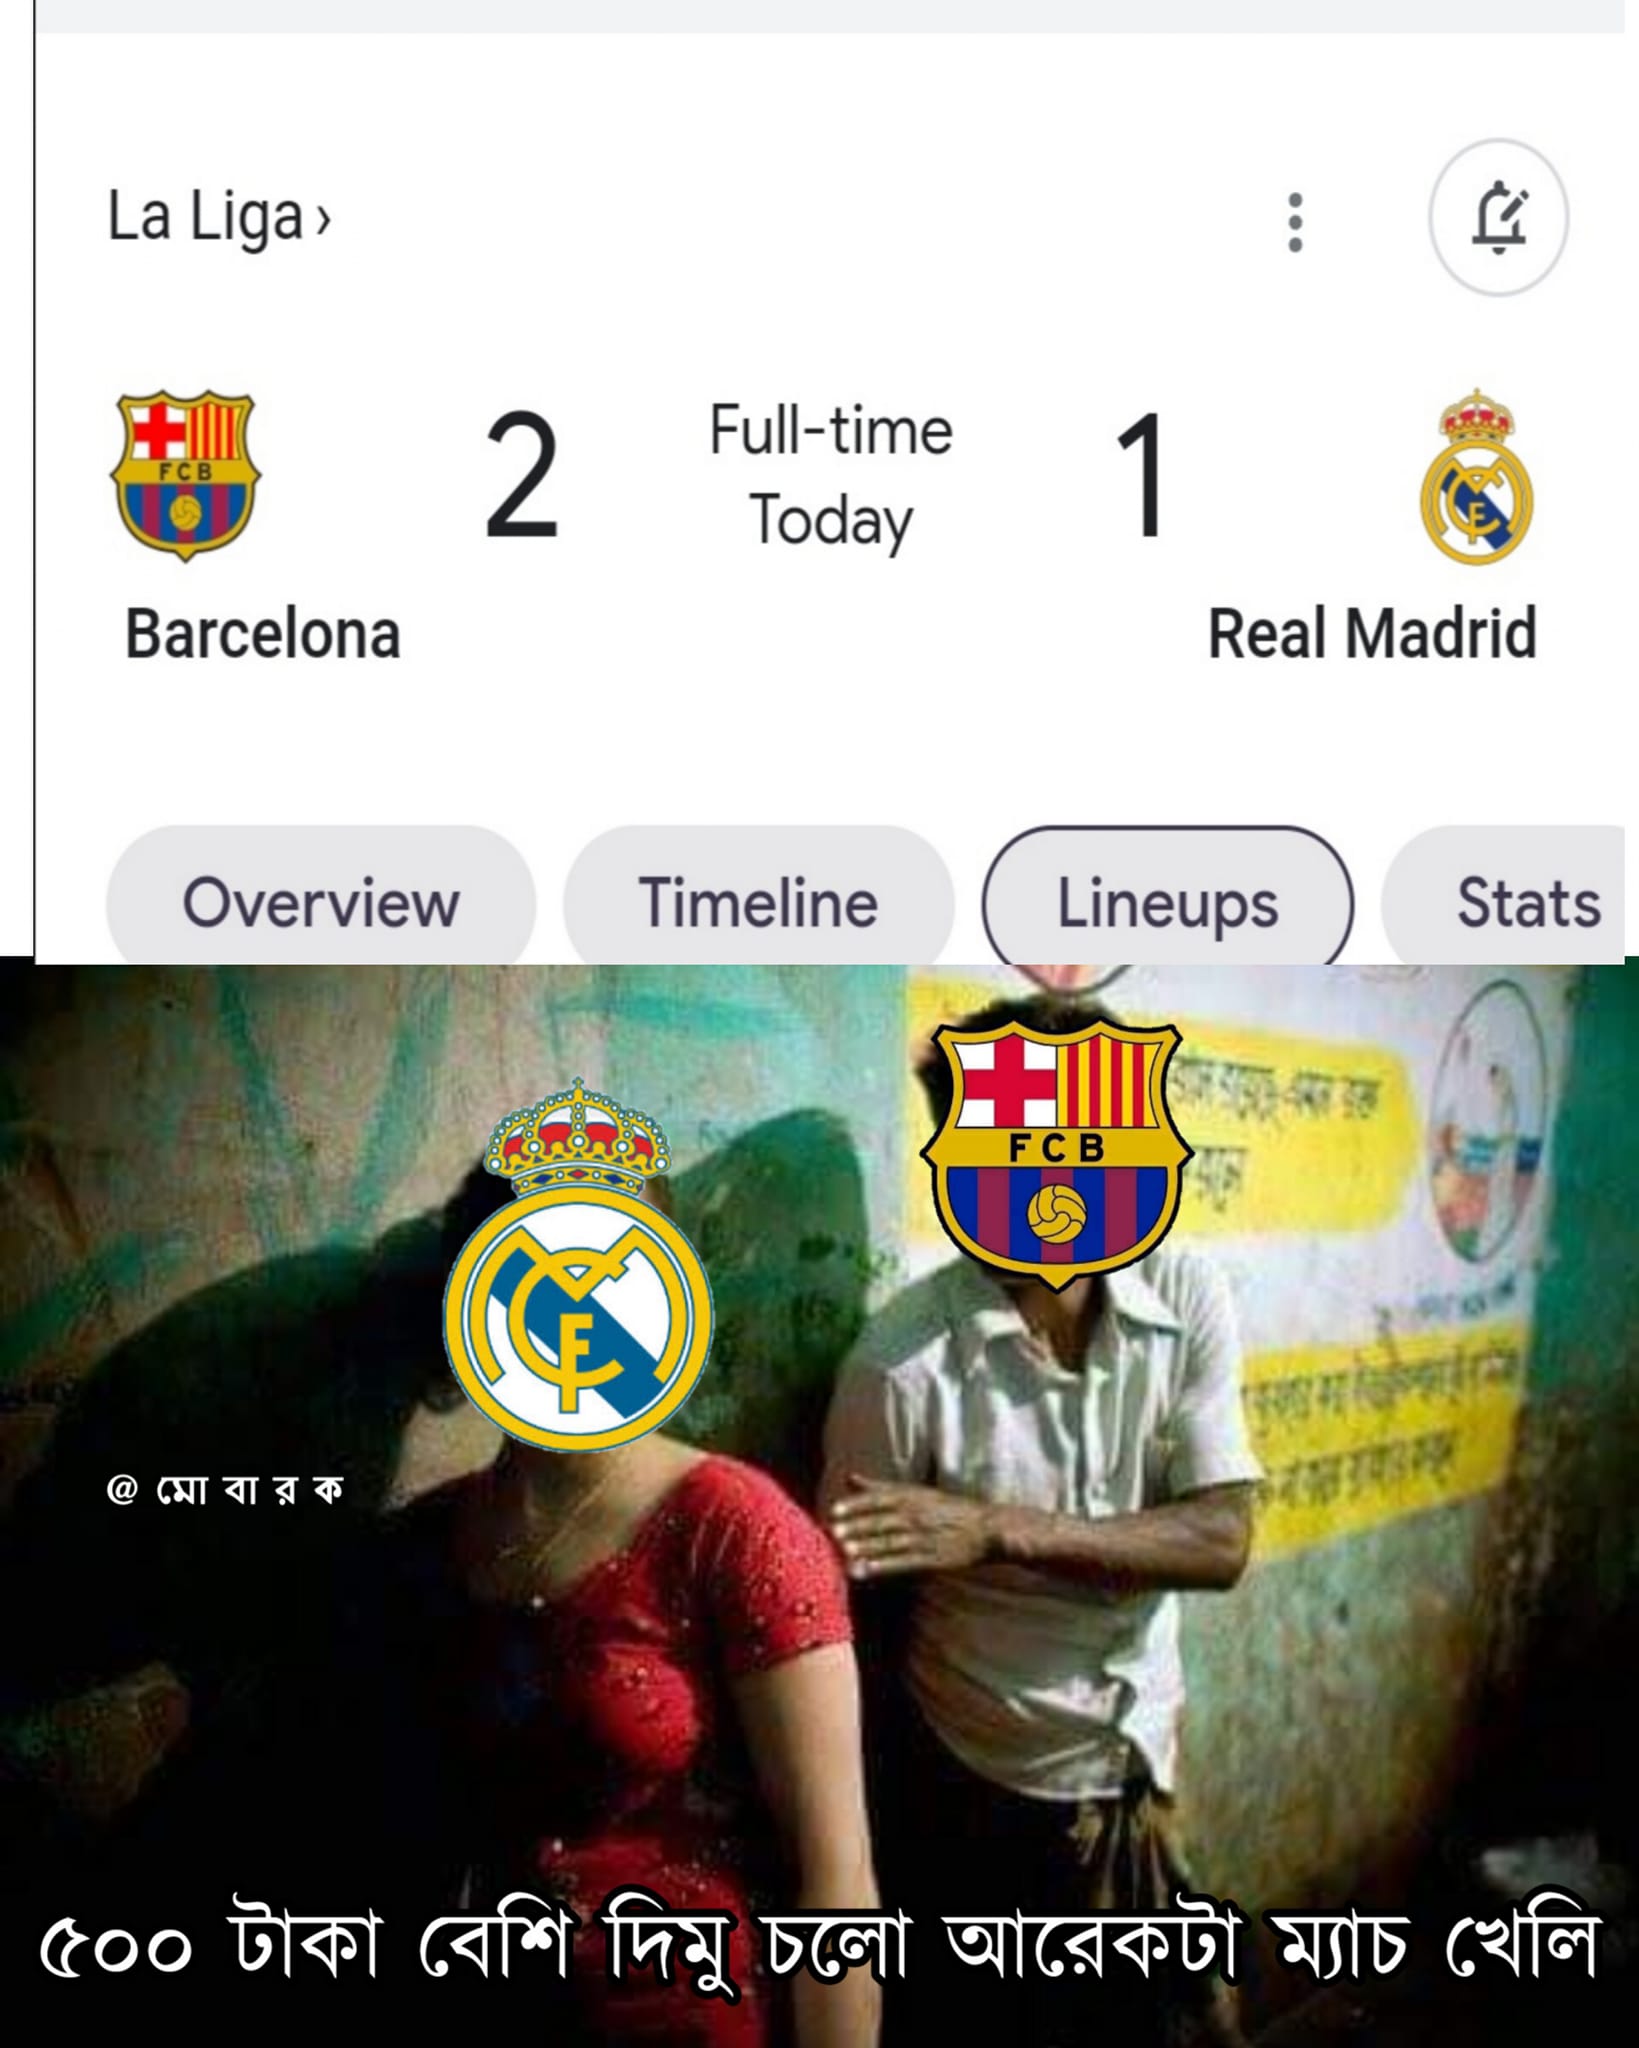 La Liga ›
2 Full-time 1
Today
FCB
Barcelona Real Madrid
Overview Timeline Lineups Stats
FCB
@ মো বা র ক
৫০০ টাকা বেশি দিমু চলো আরেকটা ম্যাচ খেলি